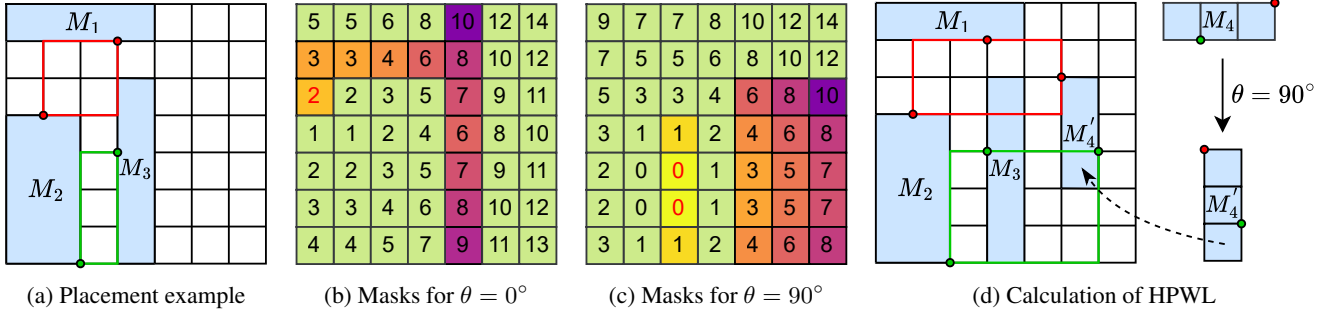 M₁
M₂
M₃
(a) Placement example
5 5 6 8 10 12 14
3 3 4 6 8 10 12
2 2 3 5 7 9 11
1 1 2 4 6 8 10
2 2 3 5 7 9 11
3 3 4 6 8 10 12
4 4 5 7 9 11 13
(b) Masks for θ = 0°
9 7 7 8 10 12 14
7 5 5 6 8 10 12
5 3 3 4 6 8 10
3 1 1 2 4 6 8
2 0 0 1 3 5 7
2 0 0 1 3 5 7
3 1 1 2 4 6 8
(c) Masks for θ = 90°
M₁
M₂
M₃
M₄′
M₄
θ = 90°
M₄′
(d) Calculation of HPWL